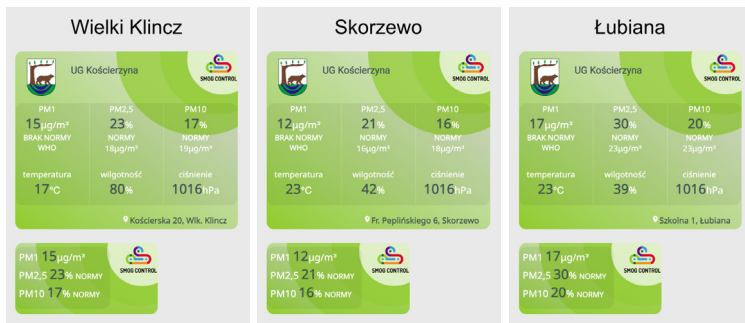 Wielki Klincz
UG Kościerzyna
SMOG CONTROL
PM1 PM2,5 PM10
15µg/m³ 23% 17%
BRAK NORMY NORMY NORMY
WHO 18µg/m³ 19µg/m³
temperatura wilgotność ciśnienie
17°C 80% 1016hPa
Kościerska 20, Wlk. Klincz
PM1 15µg/m³
PM2,5 23% NORMY
SMOG CONTROL
PM10 17% NORMY
Skorzewo
UG Kościerzyna
SMOG CONTROL
PM1 PM2,5 PM10
12µg/m³ 21% 16%
BRAK NORMY NORMY NORMY
WHO 16µg/m³ 18µg/m³
temperatura wilgotność ciśnienie
23°C 42% 1016hPa
Fr. Peplińskiego 6, Skorzewo
PM1 12µg/m³
PM2,5 21% NORMY
SMOG CONTROL
PM10 16% NORMY
Łubiana
UG Kościerzyna
SMOG CONTROL
PM1 PM2,5 PM10
17µg/m³ 30% 20%
BRAK NORMY NORMY NORMY
WHO 23µg/m³ 23µg/m³
temperatura wilgotność ciśnienie
23°C 39% 1016hPa
Szkolna 1, Łubiana
PM1 17µg/m³
PM2,5 30% NORMY
SMOG CONTROL
PM10 20% NORMY